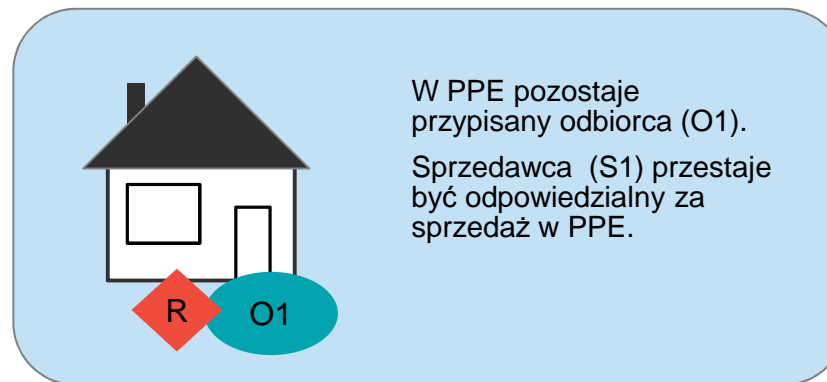 W PPE pozostaje
przypisany odbiorca (O1).
Sprzedawca  (S1) przestaje
być odpowiedzialny za
sprzedaż w PPE.
R
O1